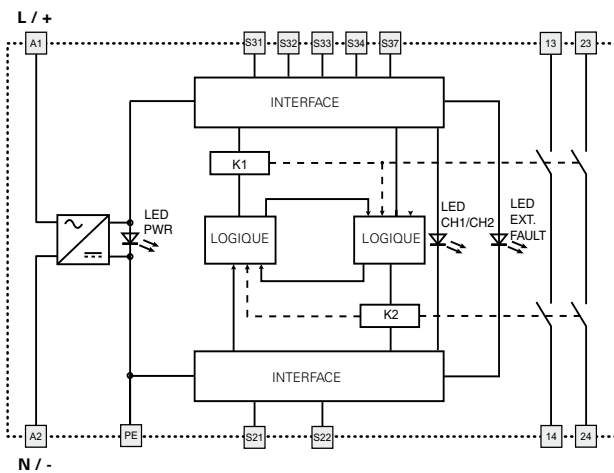 L / +
A1
S31
S32
S33
S34
S37
13
23
INTERFACE
K1
LED
PWR
LOGIQUE
LOGIQUE
LED
CH1/CH2
LED
EXT.
FAULT
K2
INTERFACE
A2
PE
S21
S22
14
24
N / -